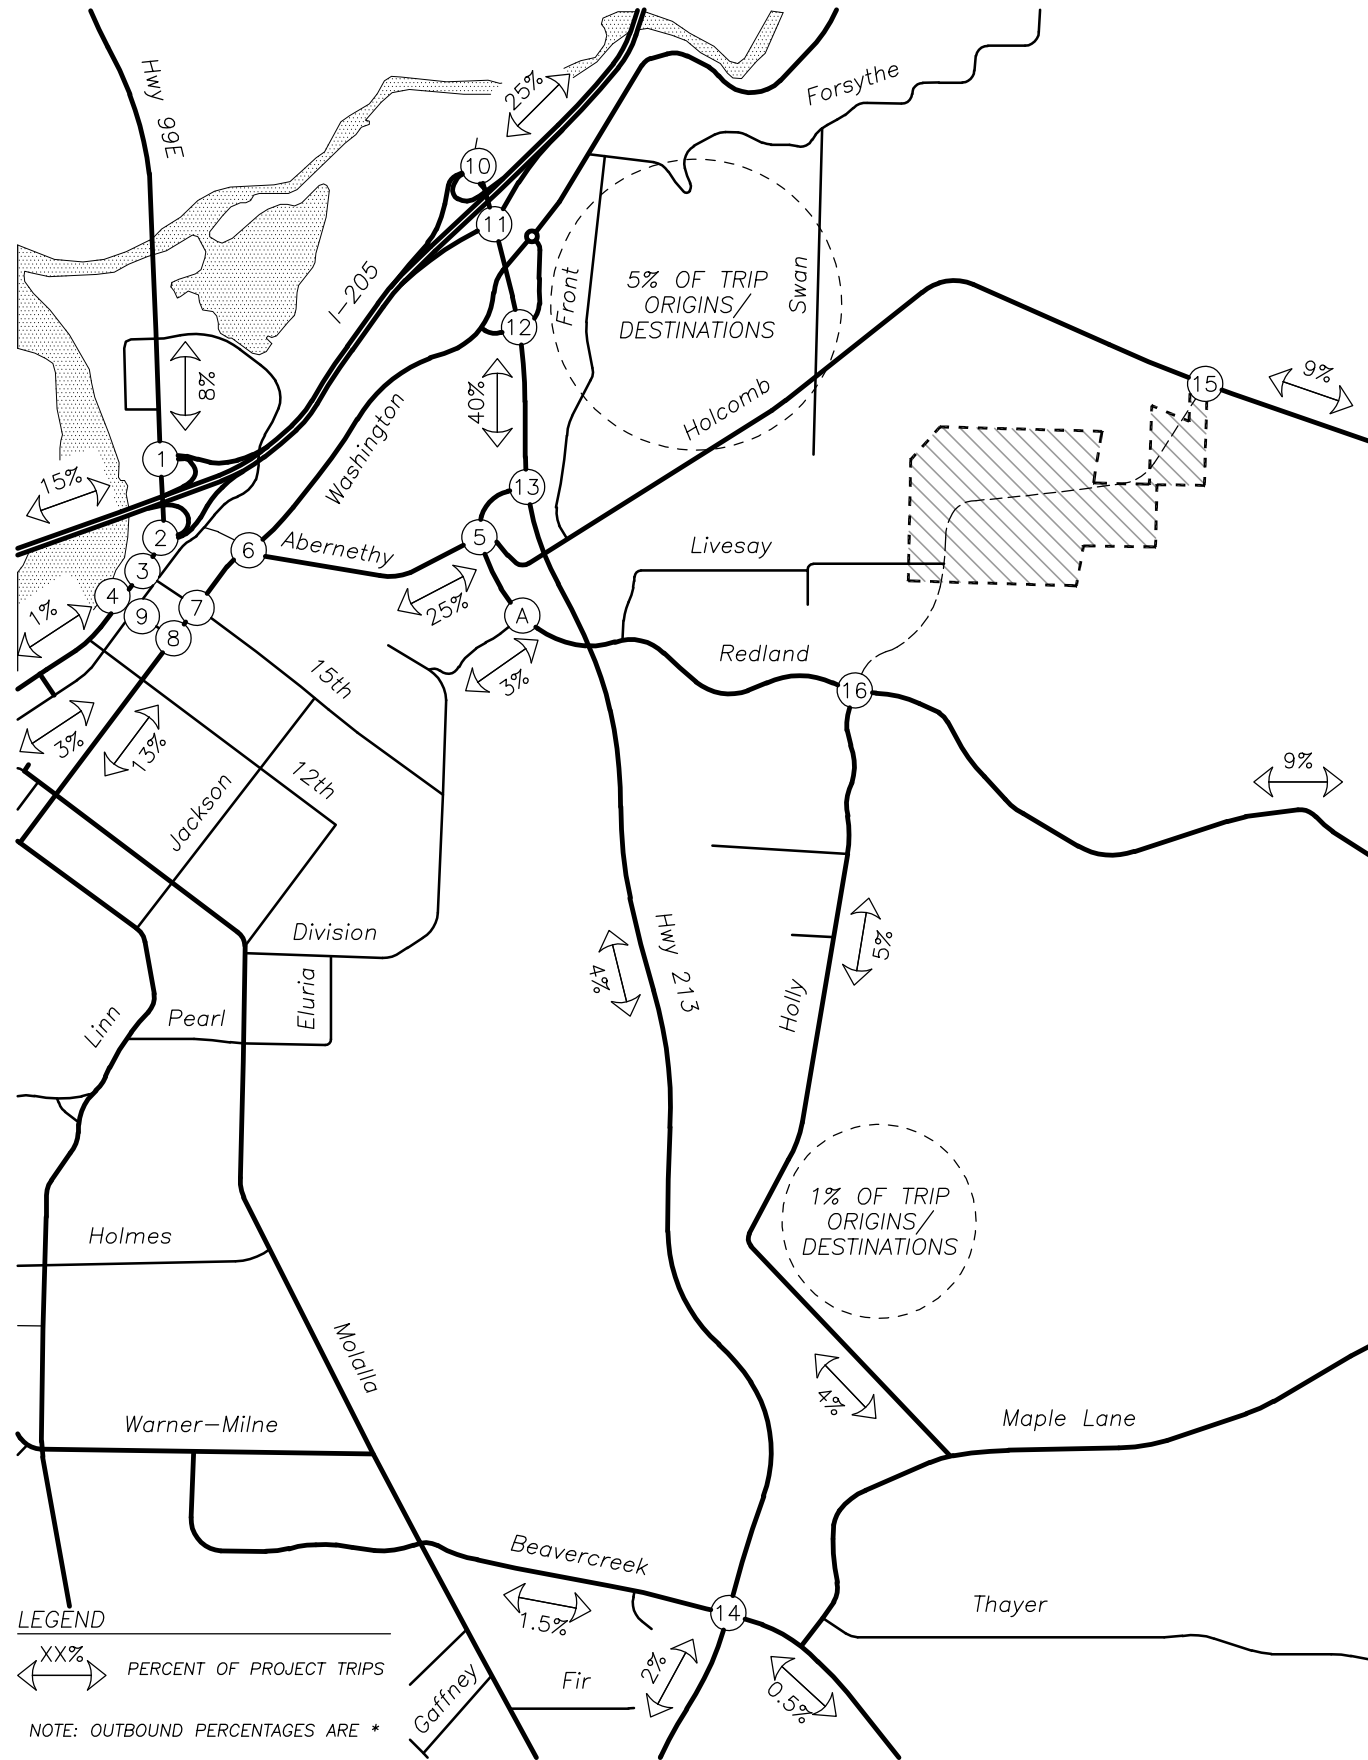 Hwy 99E
25%
Forsythe
10
11
I-205
5% OF TRIP
ORIGINS/
DESTINATIONS
Front
Swan
12
8%
40%
Washington
Holcomb
15
9%
1
15%
13
2
5
6
Abernethy
Livesay
3
4
25%
1%
9
7
A
8
Redland
15th
3%
16
3%
13%
12th
9%
Jackson
Division
Hwy 213
5%
4%
Eluria
Holly
Linn
Pearl
1% OF TRIP
ORIGINS/
DESTINATIONS
Holmes
Molalla
4%
Warner-Milne
Maple Lane
Beavercreek
14
Thayer
1.5%
LEGEND
XX%
PERCENT OF PROJECT TRIPS
2%
Fir
0.5%
Gaffney
NOTE: OUTBOUND PERCENTAGES ARE *